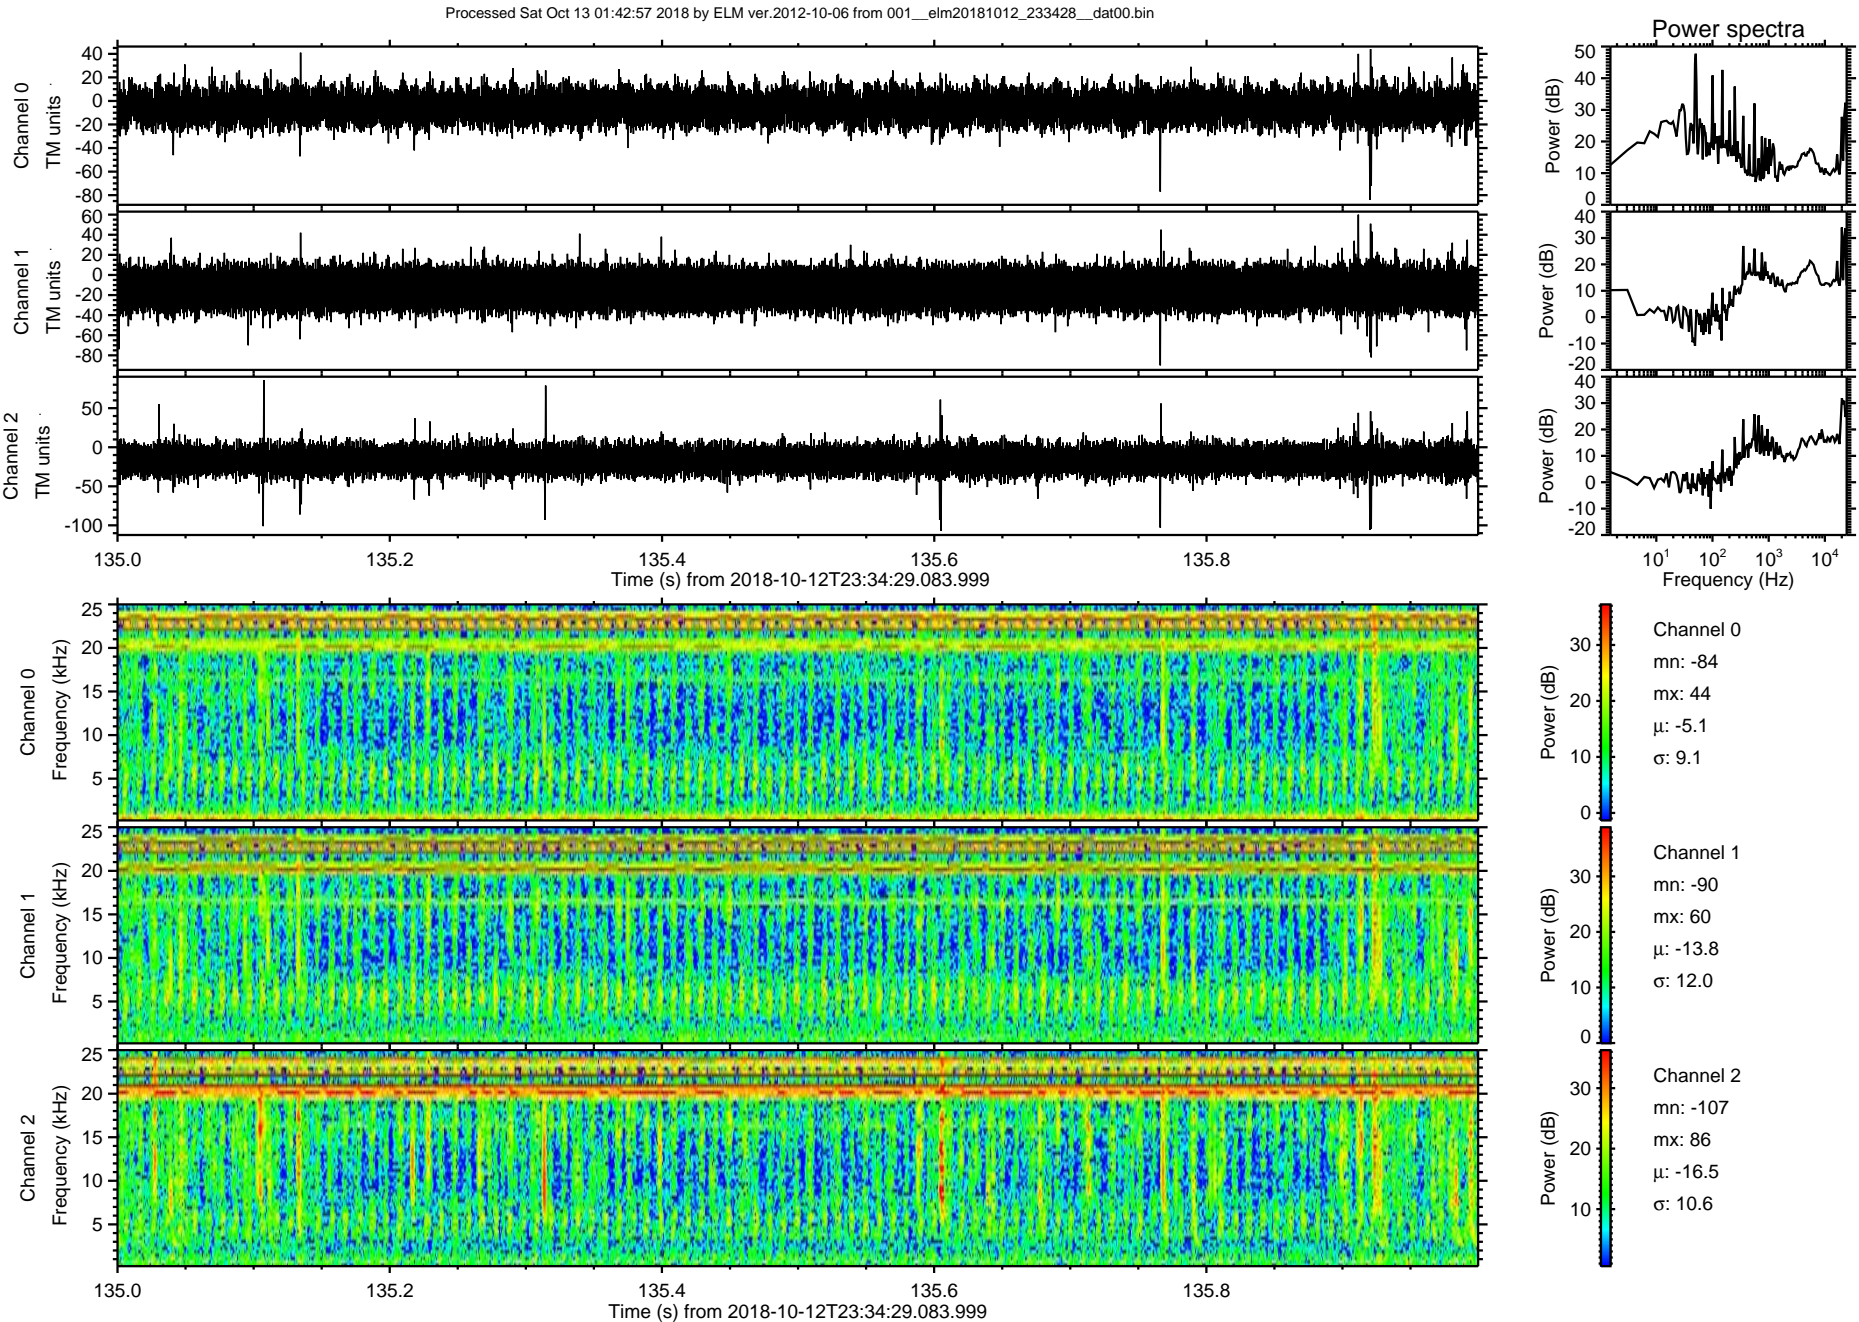 Processed Sat Oct 13 01:42:57 2018 by ELM ver.2012-10-06 from 001__elm20181012_233428__dat00.bin
Power spectra
Channel 0
TM units
40
20
0
-20
-40
-60
-80
Power (dB)
50
40
30
20
10
0
Channel 1
TM units
60
40
20
0
-20
-40
-60
-80
Power (dB)
40
30
20
10
0
-10
-20
Channel 2
TM units
50
0
-50
-100
Power (dB)
40
30
20
10
0
-10
-20
135.0 135.2 135.4 135.6 135.8
Time (s) from 2018-10-12T23:34:29.083.999
10^1 10^2 10^3 10^4
Frequency (Hz)
Channel 0
Frequency (kHz)
25
20
15
10
5
Power (dB)
30
20
10
0
Channel 0
mn: -84
mx: 44
μ: -5.1
σ: 9.1
Channel 1
Frequency (kHz)
25
20
15
10
5
Power (dB)
30
20
10
0
Channel 1
mn: -90
mx: 60
μ: -13.8
σ: 12.0
Channel 2
Frequency (kHz)
25
20
15
10
5
Power (dB)
30
20
10
Channel 2
mn: -107
mx: 86
μ: -16.5
σ: 10.6
135.0 135.2 135.4 135.6 135.8
Time (s) from 2018-10-12T23:34:29.083.999